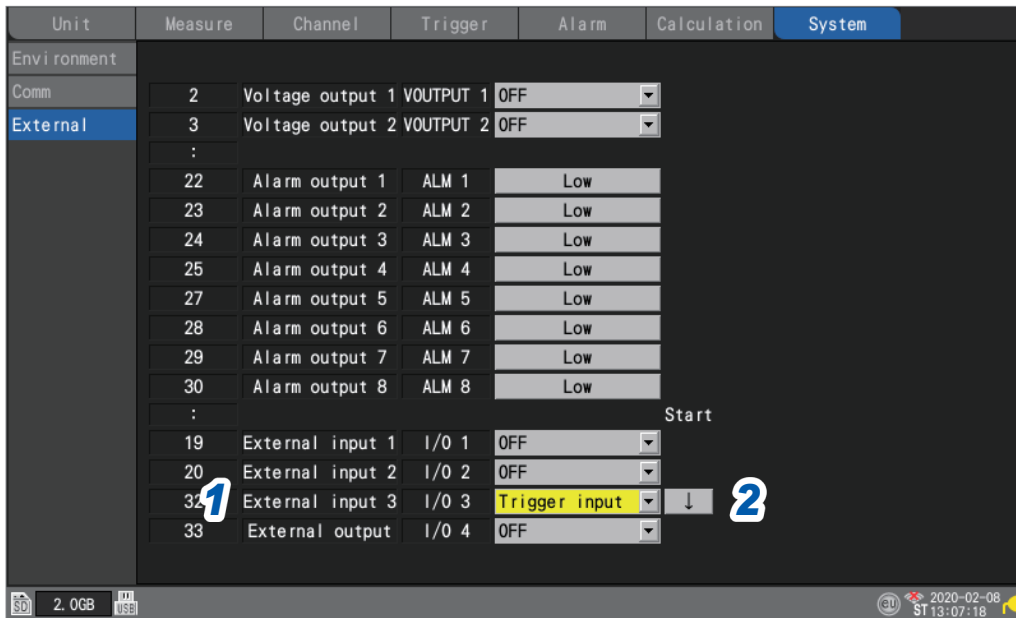 Unit Measure Channel Trigger Alarm Calculation System
Environment
Comm
External
2 Voltage output 1 VOUTPUT 1 OFF
3 Voltage output 2 VOUTPUT 2 OFF
:
22 Alarm output 1 ALM 1 Low
23 Alarm output 2 ALM 2 Low
24 Alarm output 3 ALM 3 Low
25 Alarm output 4 ALM 4 Low
27 Alarm output 5 ALM 5 Low
28 Alarm output 6 ALM 6 Low
29 Alarm output 7 ALM 7 Low
30 Alarm output 8 ALM 8 Low
: Start
19 External input 1 I/O 1 OFF
20 External input 2 I/O 2 OFF
32 1 External input 3 I/O 3 Trigger input ↓ 2
33 External output I/O 4 OFF
SD 2.0GB USB eu 2020-02-08
ST 13:07:18